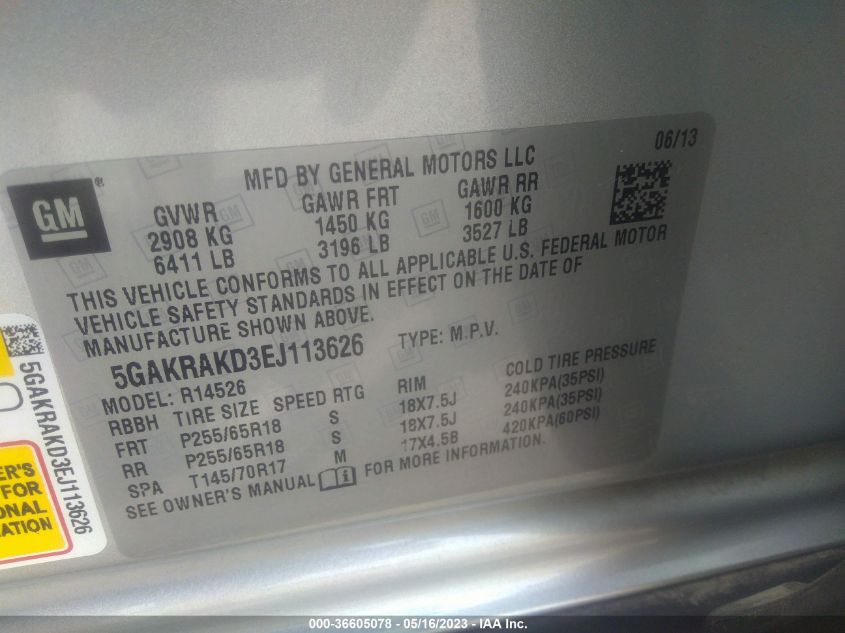 06/13
MFD BY GENERAL MOTORS LLC
GM®
GVWR GAWR FRT GAWR RR
2908 KG 1450 KG 1600 KG
6411 LB 3196 LB 3527 LB
THIS VEHICLE CONFORMS TO ALL APPLICABLE U.S. FEDERAL MOTOR
VEHICLE SAFETY STANDARDS IN EFFECT ON THE DATE OF
MANUFACTURE SHOWN ABOVE.
5GAKRAKD3EJ113626 TYPE: M.P.V.
MODEL: R14526
RBBH TIRE SIZE SPEED RTG RIM COLD TIRE PRESSURE
FRT P255/65R18 S 18X7.5J 240KPA(35PSI)
RR P255/65R18 S 18X7.5J 240KPA(35PSI)
SPA T145/70R17 M 17X4.5B 420KPA(60PSI)
SEE OWNER'S MANUAL FOR MORE INFORMATION.
5GAKRAKD3EJ113626
ER'S
FOR
ONAL
ATION
000-36605078 - 05/16/2023 - IAA Inc.